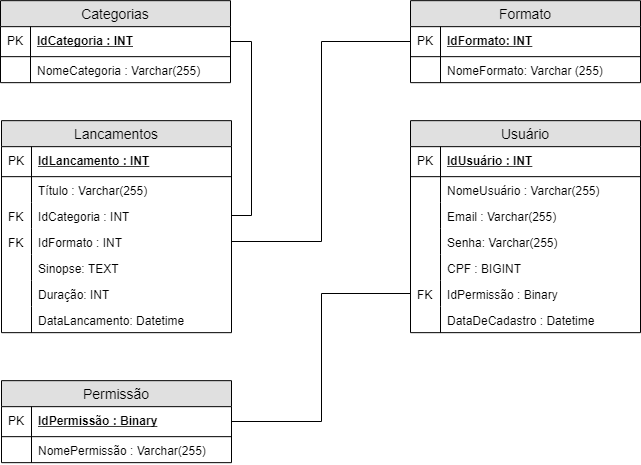 Categorias
PK IdCategoria : INT
NomeCategoria : Varchar(255)
Formato
PK IdFormato: INT
NomeFormato: Varchar (255)
Lancamentos
PK IdLancamento : INT
Título : Varchar(255)
FK IdCategoria : INT
FK IdFormato : INT
Sinopse: TEXT
Duração: INT
DataLancamento: Datetime
Usuário
PK IdUsuário : INT
NomeUsuário : Varchar(255)
Email : Varchar(255)
Senha: Varchar(255)
CPF : BIGINT
FK IdPermissão : Binary
DataDeCadastro : Datetime
Permissão
PK IdPermissão : Binary
NomePermissão : Varchar(255)